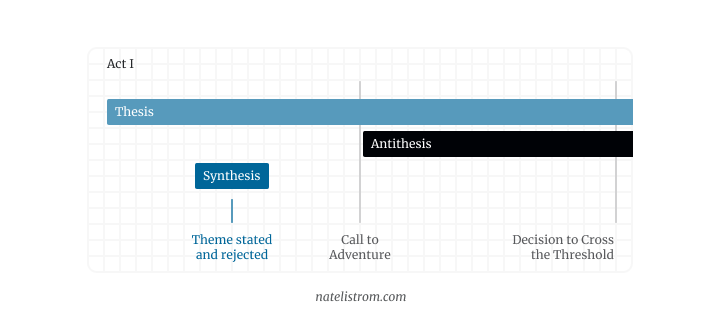 Act I
Thesis
Antithesis
Synthesis
Theme stated
and rejected
Call to
Adventure
Decision to Cross
the Threshold
natelistrom.com